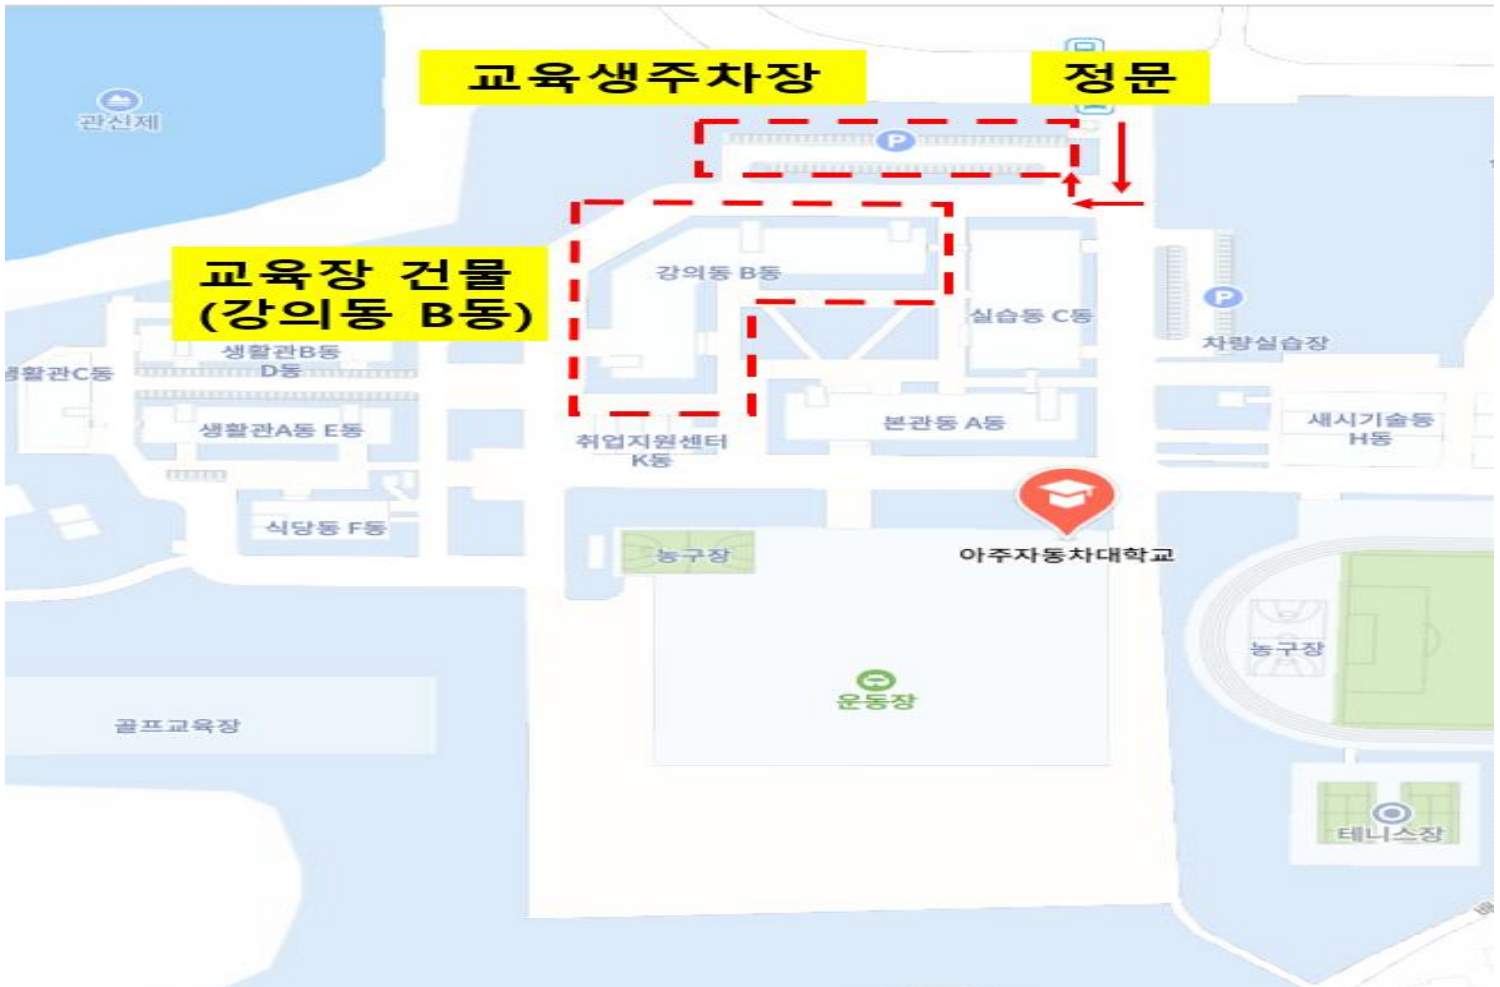 교육생주차장
정문
관신제
P
교육장 건물
(강의동 B동)
강의동 B동
P
실습동 C동
차량실습장
생활관B동
D동
생활관C동
생활관A동 E동
취업지원센터
K동
본관동 A동
새시기술동
H동
식당동 F동
농구장
아주자동차대학교
농구장
운동장
골프교육장
테니스장